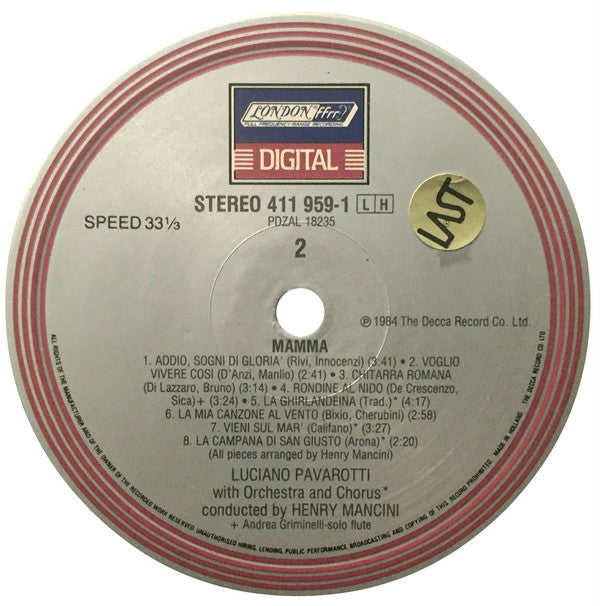 LONDON ffrr
FULL FREQUENCY RANGE RECORDING
DIGITAL
STEREO 411 959-1 L H
PDZAL 18235
SPEED 33⅓
2
LAUT
℗ 1984 The Decca Record Co. Ltd.
MAMMA
1. ADDIO, SOGNI DI GLORIA' (Rivi, Innocenzi) (3:41) • 2. VOGLIO
VIVERE COSI (D'Anzi, Manlio) (2:41) • 3. CHITARRA ROMANA
(Di Lazzaro, Bruno) (3:14) • 4. RONDINE AL NIDO (De Crescenzo,
Sica)+ (3:24) • 5. LA GHIRLANDEINA (Trad.)* (4:17)
6. LA MIA CANZONE AL VENTO (Bixio, Cherubini) (2:58)
7. VIENI SUL MAR' (Califano)* (3:27)
8. LA CAMPANA DI SAN GIUSTO (Arona)* (2:20)
(All pieces arranged by Henry Mancini)
LUCIANO PAVAROTTI
with Orchestra and Chorus*
conducted by HENRY MANCINI
+ Andrea Griminelli-solo flute
ALL RIGHTS OF THE MANUFACTURER AND OF THE OWNER OF THE RECORDED WORK RESERVED UNAUTHORISED HIRING, LENDING, PUBLIC PERFORMANCE BROADCASTING AND COPYING OF THIS RECORD PROHIBITED. MADE IN HOLLAND THE DECCA RECORD CO LTD